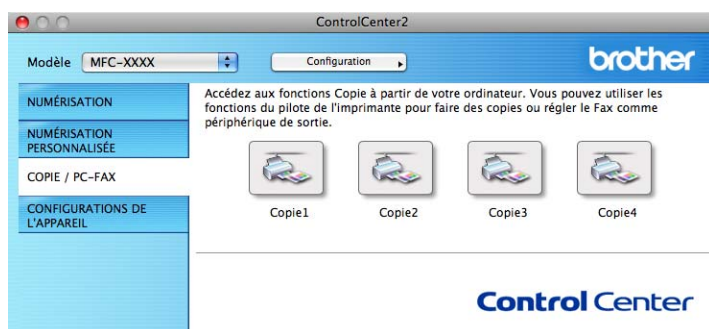 ControlCenter2
Modèle MFC-XXXX Configuration brother
NUMÉRISATION
NUMÉRISATION
PERSONNALISÉE
COPIE / PC-FAX
CONFIGURATIONS DE
L'APPAREIL
Accédez aux fonctions Copie à partir de votre ordinateur. Vous pouvez utiliser les
fonctions du pilote de l'imprimante pour faire des copies ou régler le Fax comme
périphérique de sortie.
Copie1 Copie2 Copie3 Copie4
Control Center